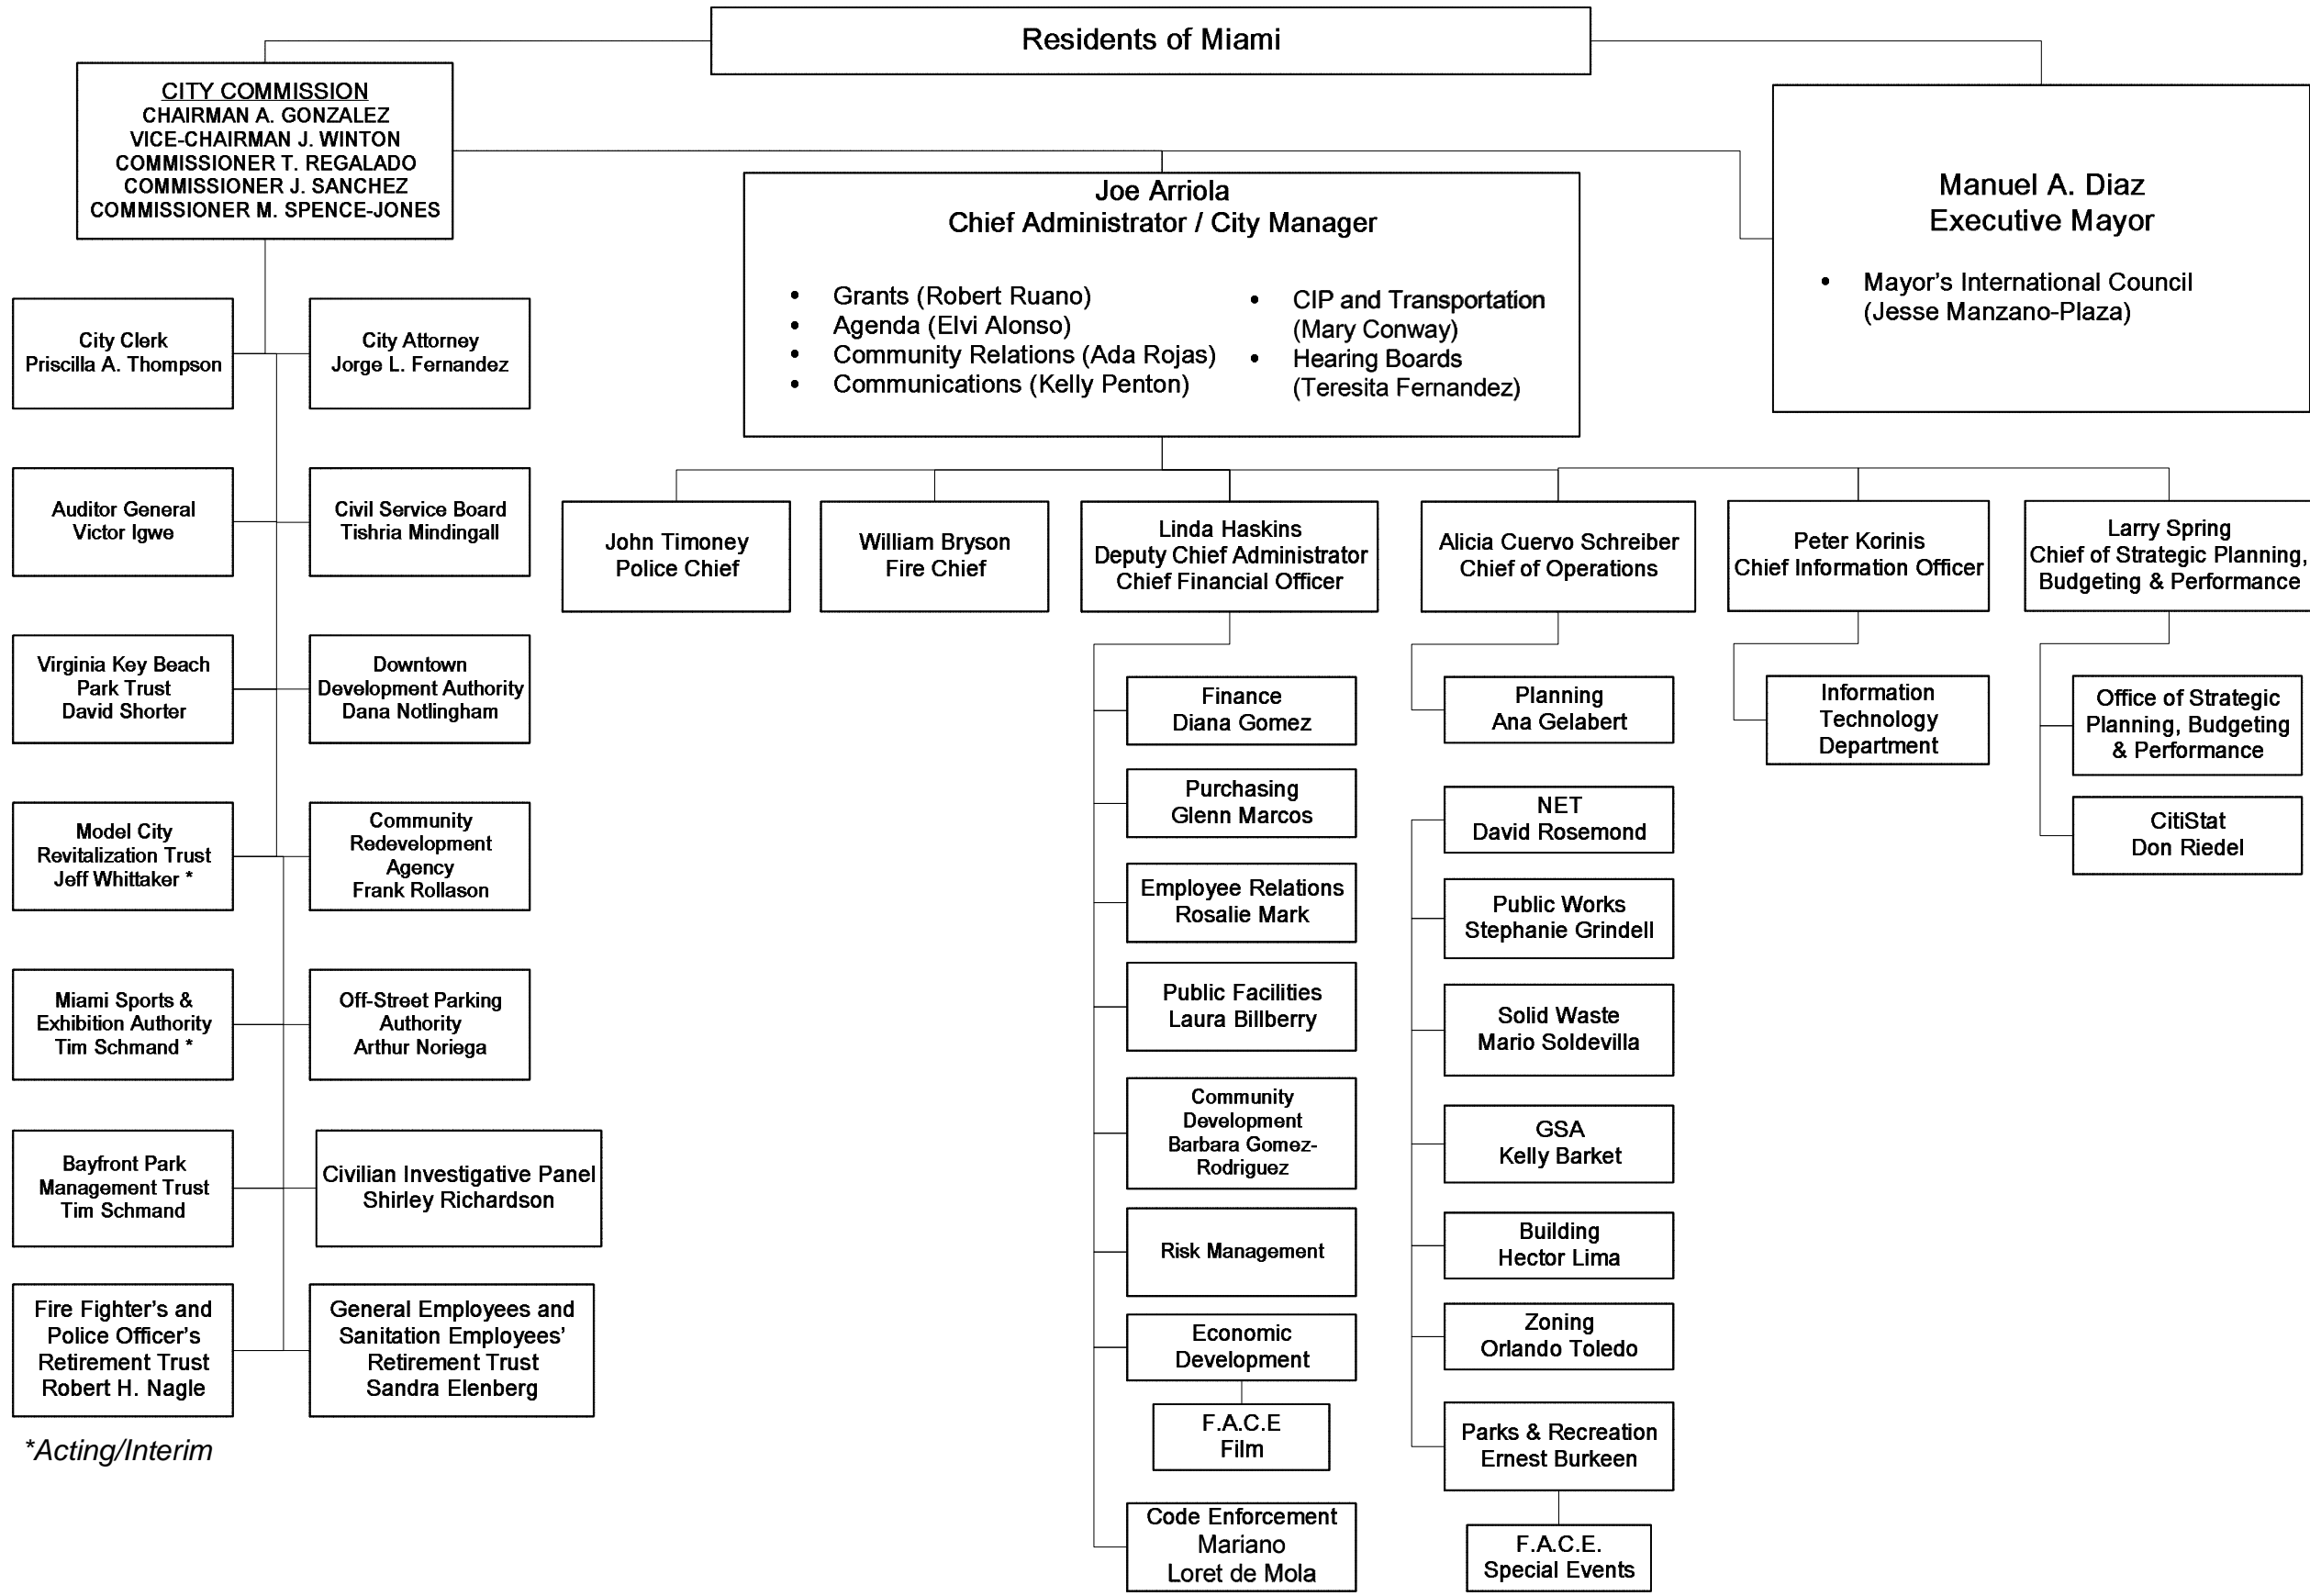 Residents of Miami
CITY COMMISSION
CHAIRMAN A. GONZALEZ
VICE-CHAIRMAN J. WINTON
COMMISSIONER T. REGALADO
COMMISSIONER J. SANCHEZ
COMMISSIONER M. SPENCE-JONES
Joe Arriola
Chief Administrator / City Manager
• Grants (Robert Ruano)
• Agenda (Elvi Alonso)
• Community Relations (Ada Rojas)
• Communications (Kelly Penton)
• CIP and Transportation
(Mary Conway)
• Hearing Boards
(Teresita Fernandez)
Manuel A. Diaz
Executive Mayor
• Mayor's International Council
(Jesse Manzano-Plaza)
City Clerk
Priscilla A. Thompson
City Attorney
Jorge L. Fernandez
Auditor General
Victor Igwe
Civil Service Board
Tishria Mindingall
Virginia Key Beach
Park Trust
David Shorter
Downtown
Development Authority
Dana Notlingham
Model City
Revitalization Trust
Jeff Whittaker *
Community
Redevelopment
Agency
Frank Rollason
Miami Sports &
Exhibition Authority
Tim Schmand *
Off-Street Parking
Authority
Arthur Noriega
Bayfront Park
Management Trust
Tim Schmand
Civilian Investigative Panel
Shirley Richardson
Fire Fighter's and
Police Officer's
Retirement Trust
Robert H. Nagle
General Employees and
Sanitation Employees'
Retirement Trust
Sandra Elenberg
*Acting/Interim
John Timoney
Police Chief
William Bryson
Fire Chief
Linda Haskins
Deputy Chief Administrator
Chief Financial Officer
Alicia Cuervo Schreiber
Chief of Operations
Peter Korinis
Chief Information Officer
Larry Spring
Chief of Strategic Planning,
Budgeting & Performance
Finance
Diana Gomez
Purchasing
Glenn Marcos
Employee Relations
Rosalie Mark
Public Facilities
Laura Billberry
Community
Development
Barbara Gomez-
Rodriguez
Risk Management
Economic
Development
F.A.C.E
Film
Code Enforcement
Mariano
Loret de Mola
Planning
Ana Gelabert
NET
David Rosemond
Public Works
Stephanie Grindell
Solid Waste
Mario Soldevilla
GSA
Kelly Barket
Building
Hector Lima
Zoning
Orlando Toledo
Parks & Recreation
Ernest Burkeen
F.A.C.E.
Special Events
Information
Technology
Department
Office of Strategic
Planning, Budgeting
& Performance
CitiStat
Don Riedel